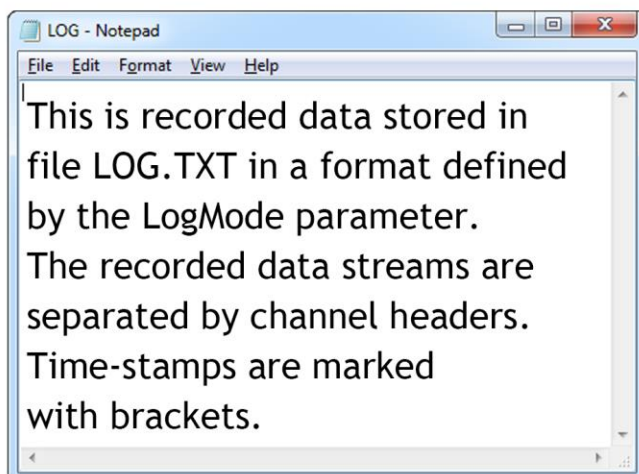 LOG - Notepad
File Edit Format View Help
This is recorded data stored in
file LOG.TXT in a format defined
by the LogMode parameter.
The recorded data streams are
separated by channel headers.
Time-stamps are marked
with brackets.